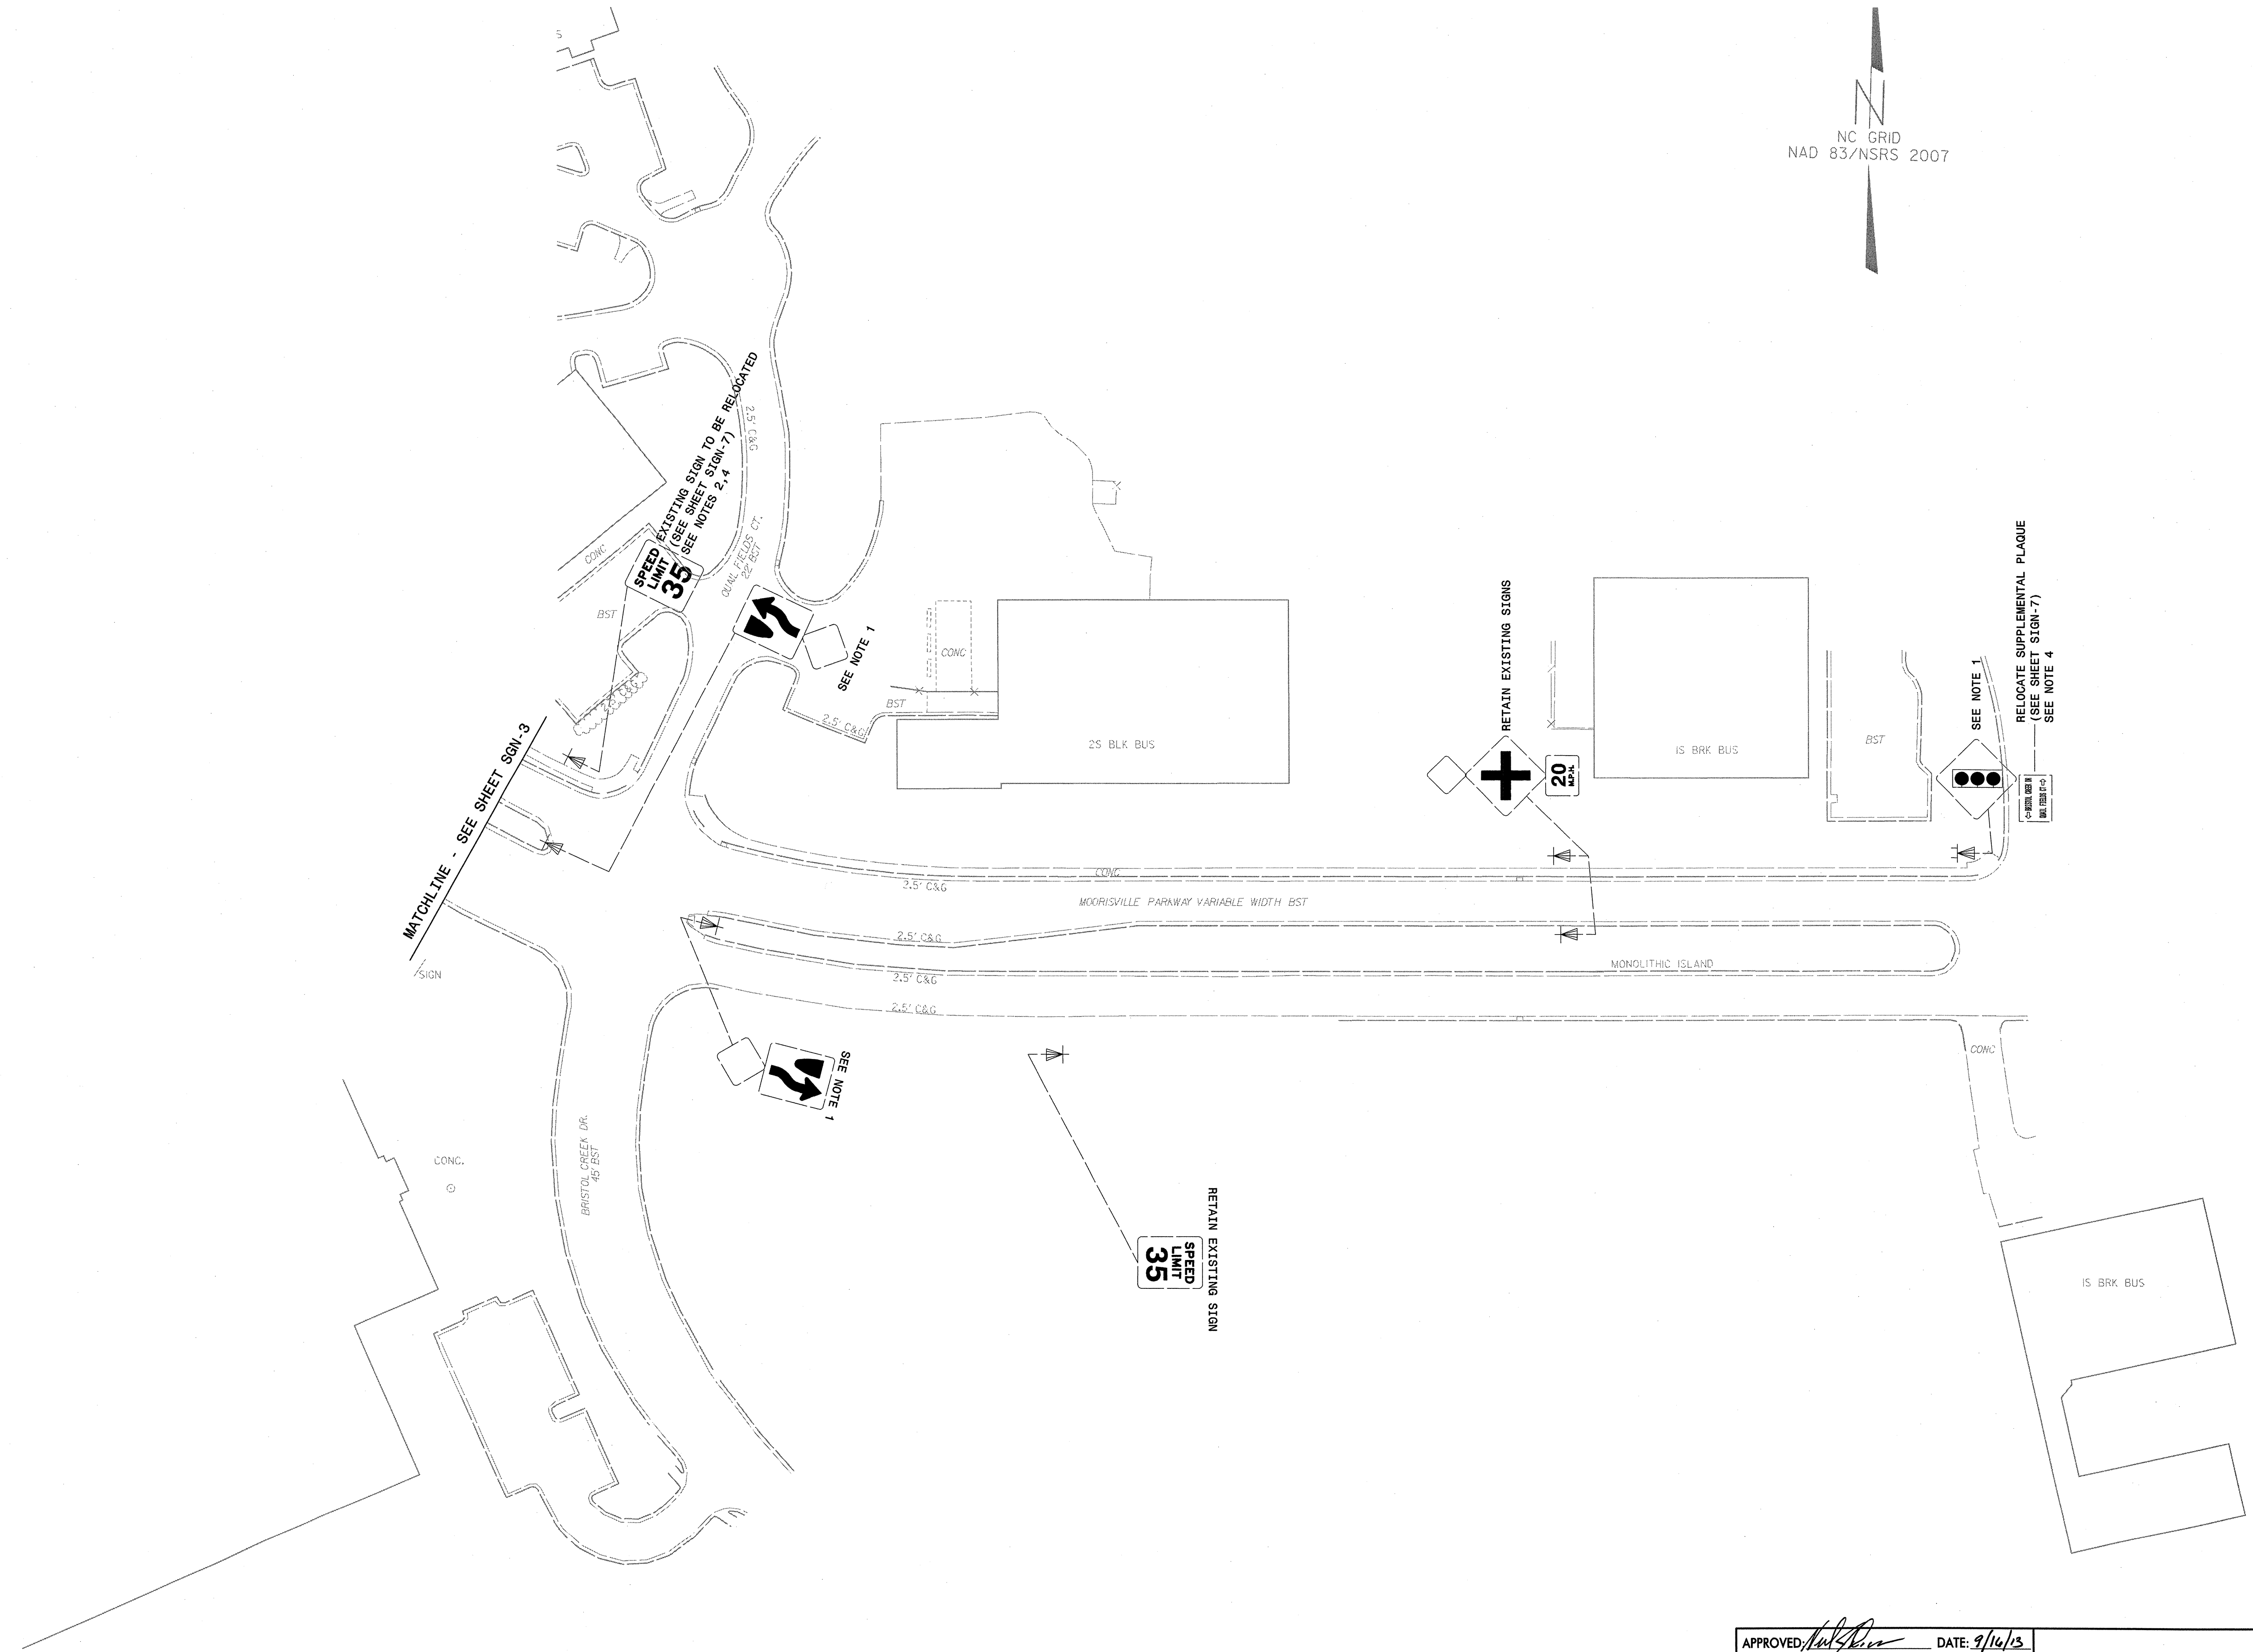 S
NC GRID
NAD 83/NSRS 2007
EXISTING SIGN TO BE RELOCATED
(SEE SHEET SIGN-7)
SEE NOTES 2,4
SPEED
LIMIT
35
2.5' C&G
QUAIL FIELDS CT.
22' BST
CONC
BST
SEE NOTE 1
CONC
BST
2.5' C&G
2S BLK BUS
RETAIN EXISTING SIGNS
20
M.P.H.
1S BRK BUS
BST
SEE NOTE 1
RELOCATE SUPPLEMENTAL PLAQUE
(SEE SHEET SIGN-7)
SEE NOTE 4
MATCHLINE - SEE SHEET SGN-3
SIGN
CONC
2.5' C&G
MOORISVILLE PARKWAY VARIABLE WIDTH BST
2.5' C&G
2.5' C&G
2.5' C&G
MONOLITHIC ISLAND
CONC
SEE NOTE 1
BRISTOL CREEK DR.
45' BST
CONC.
RETAIN EXISTING SIGN
SPEED
LIMIT
35
1S BRK BUS
APPROVED: DATE: 9/16/13